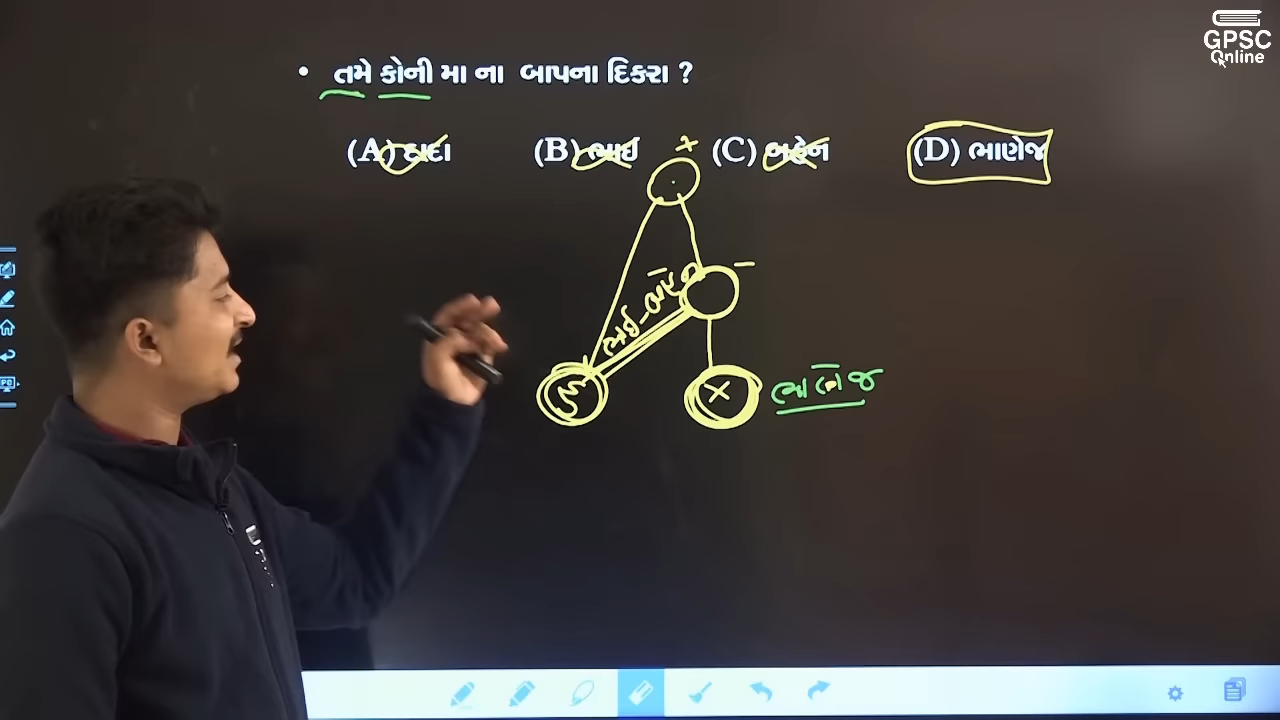 GPSC
Online
• તમે કોની મા ના બાપના દિકરા ?
(A) દાદા (B) ભાઈ (C) બહેન (D) ભાણેજ
+
−
ભાઈ-બહેન
હું
×
ભાણેજ